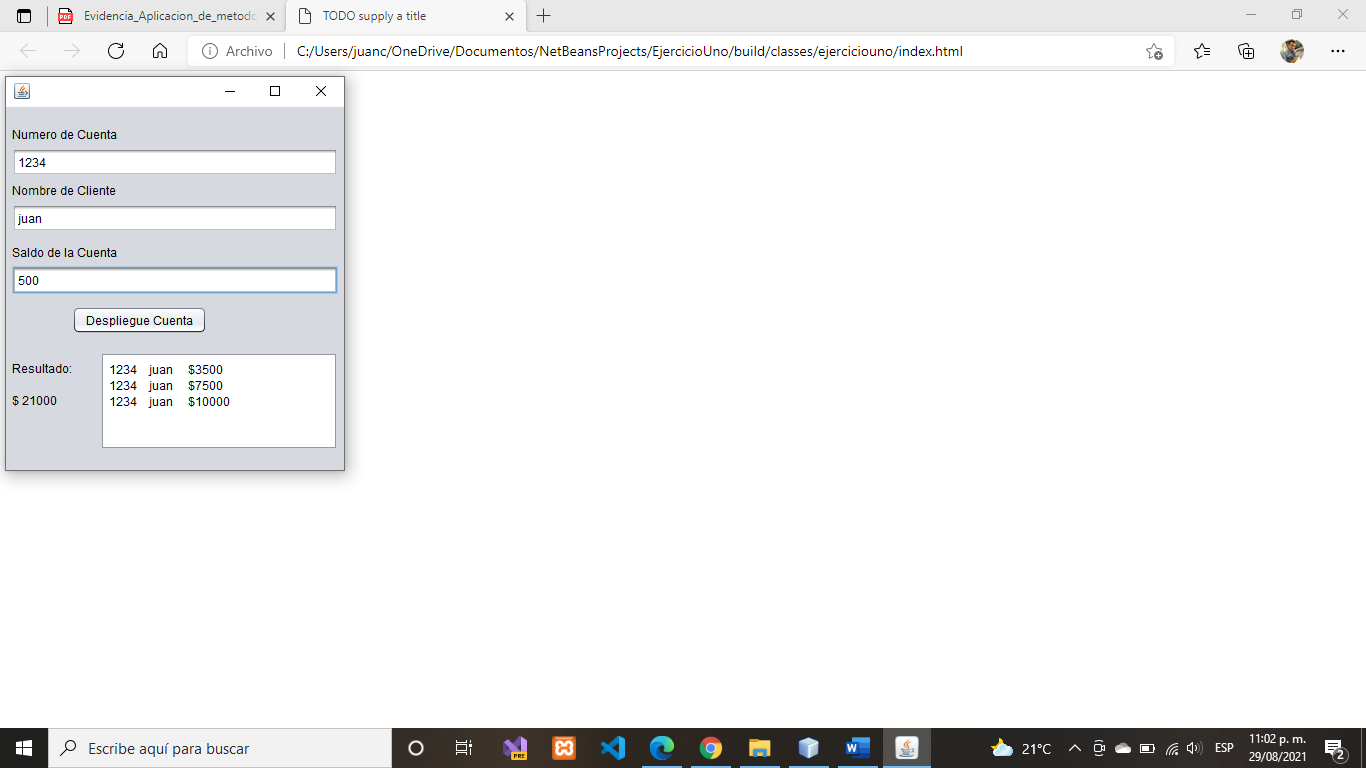 Evidencia_Aplicacion_de_metodo
TODO supply a title
Archivo
C:/Users/juanc/OneDrive/Documentos/NetBeansProjects/EjercicioUno/build/classes/ejerciciouno/index.html
Numero de Cuenta
1234
Nombre de Cliente
juan
Saldo de la Cuenta
500
Despliegue Cuenta
Resultado:
$ 21000
1234 juan $3500
1234 juan $7500
1234 juan $10000
Escribe aquí para buscar
PRE
21°C
ESP
11:02 p. m.
29/08/2021
2